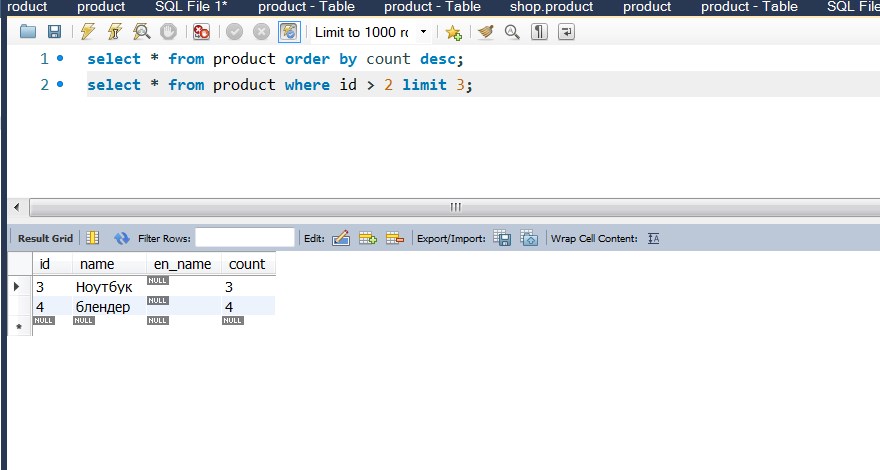 roduct product SQL File 1* product - Table product - Table shop.product product product - Table SQL File
Limit to 1000 ro
1 select * from product order by count desc;
2 select * from product where id > 2 limit 3;
Result Grid Filter Rows: Edit: Export/Import: Wrap Cell Content: IA
id name en_name count
3 Ноутбук NULL 3
4 блендер NULL 4
* NULL NULL NULL NULL